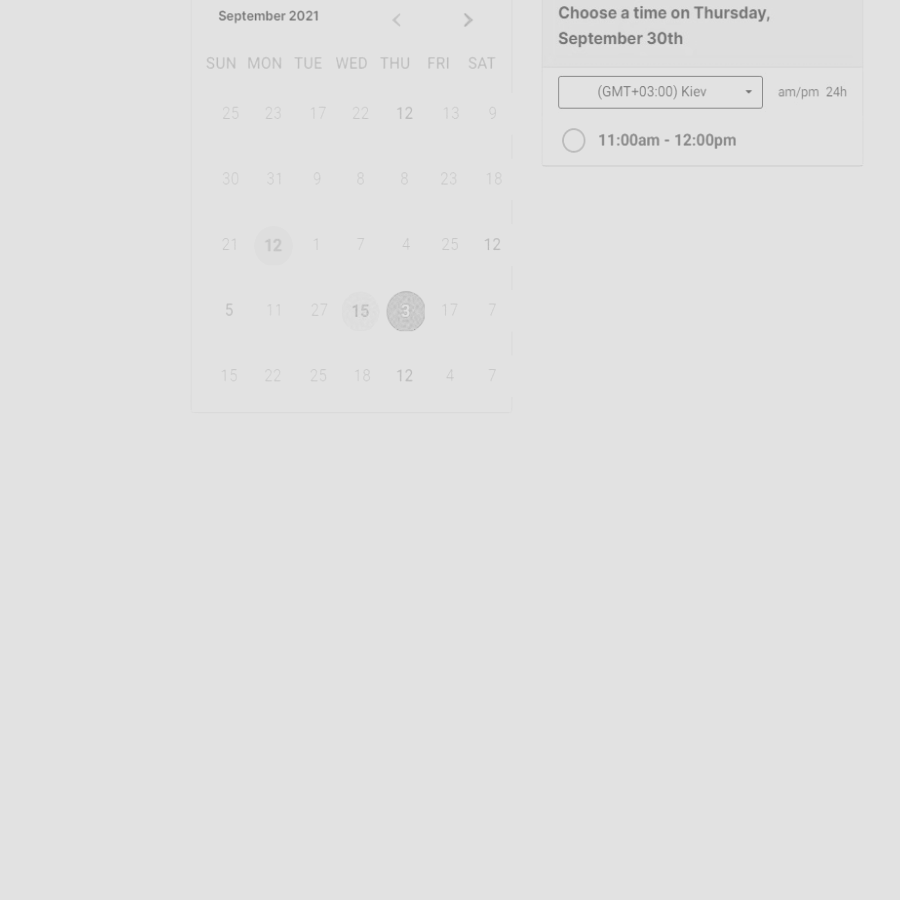 September 2021
SUN MON TUE WED THU FRI SAT
25 23 17 22 12 13 9
30 31 9 8 8 23 18
21 12 1 7 4 25 12
5 11 27 15 3 17 7
15 22 25 18 12 4 7
Choose a time on Thursday,
September 30th
(GMT+03:00) Kiev am/pm 24h
11:00am - 12:00pm